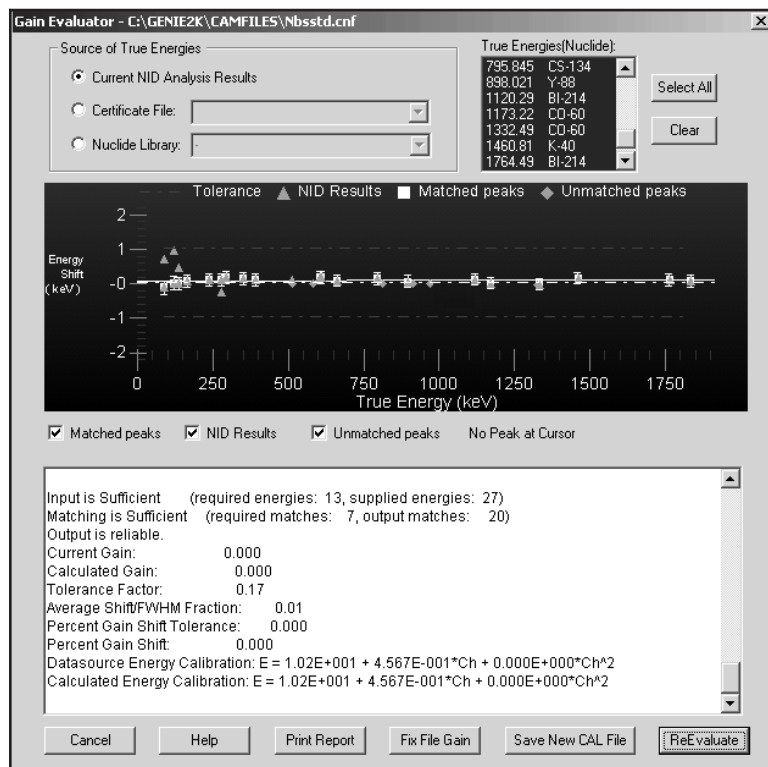 Gain Evaluator - C:\GENIE2K\CAMFILES\Nbsstd.cnf
Source of True Energies
Current NID Analysis Results
Certificate File:
Nuclide Library: -
True Energies(Nuclide):
795.845 CS-134
898.021 Y-88
1120.29 BI-214
1173.22 CO-60
1332.49 CO-60
1460.81 K-40
1764.49 BI-214
Select All
Clear
Tolerance NID Results Matched peaks Unmatched peaks
Energy
Shift
(keV)
2
1
-0
-1
-2
0 250 500 750 1000 1250 1500 1750
True Energy (keV)
Matched peaks NID Results Unmatched peaks No Peak at Cursor
Input is Sufficient (required energies: 13, supplied energies: 27)
Matching is Sufficient (required matches: 7, output matches: 20)
Output is reliable.
Current Gain: 0.000
Calculated Gain: 0.000
Tolerance Factor: 0.17
Average Shift/FWHM Fraction: 0.01
Percent Gain Shift Tolerance: 0.000
Percent Gain Shift: 0.000
Datasource Energy Calibration: E = 1.02E+001 + 4.567E-001*Ch + 0.000E+000*Ch^2
Calculated Energy Calibration: E = 1.02E+001 + 4.567E-001*Ch + 0.000E+000*Ch^2
Cancel Help Print Report Fix File Gain Save New CAL File ReEvaluate